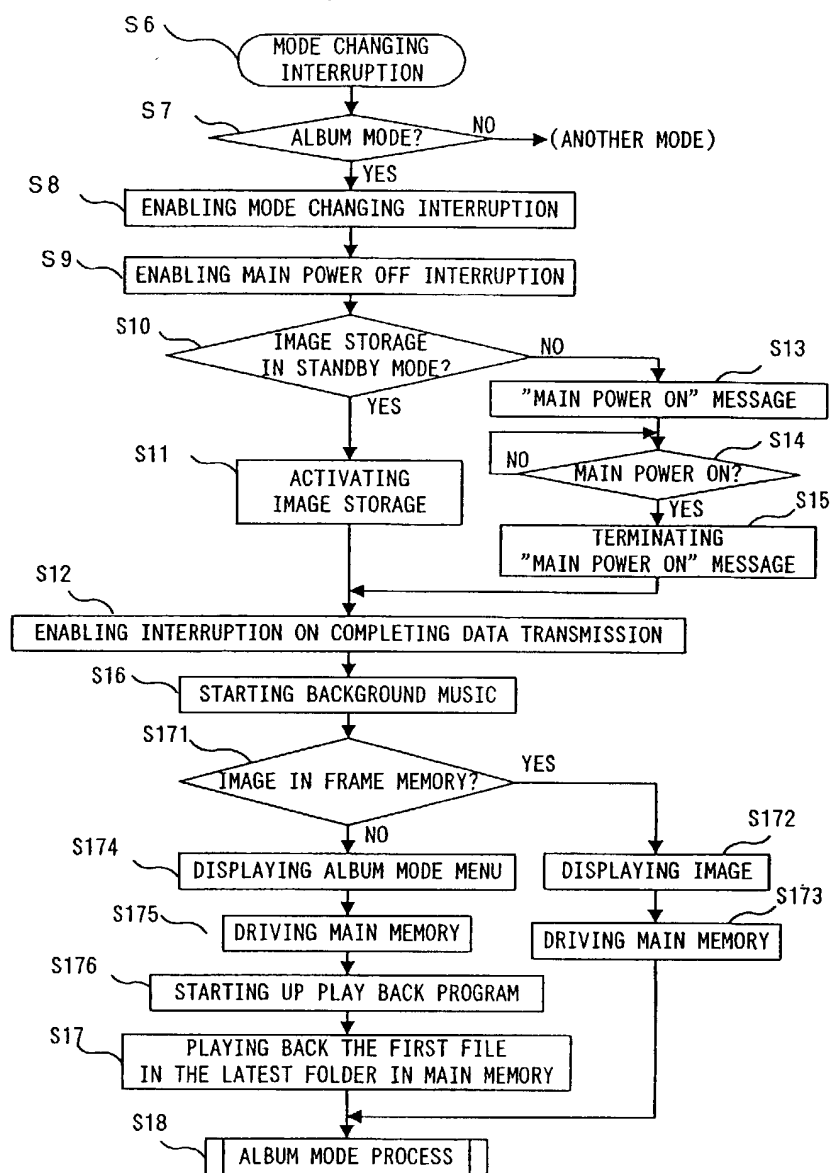 S6
MODE CHANGING
INTERRUPTION
S7
ALBUM MODE?
NO
(ANOTHER MODE)
YES
S8
ENABLING MODE CHANGING INTERRUPTION
S9
ENABLING MAIN POWER OFF INTERRUPTION
S10
IMAGE STORAGE
IN STANDBY MODE?
NO
YES
S13
"MAIN POWER ON" MESSAGE
S14
NO
MAIN POWER ON?
YES
S11
ACTIVATING
IMAGE STORAGE
S15
TERMINATING
"MAIN POWER ON" MESSAGE
S12
ENABLING INTERRUPTION ON COMPLETING DATA TRANSMISSION
S16
STARTING BACKGROUND MUSIC
S171
IMAGE IN FRAME MEMORY?
YES
NO
S172
DISPLAYING IMAGE
S173
DRIVING MAIN MEMORY
S174
DISPLAYING ALBUM MODE MENU
S175
DRIVING MAIN MEMORY
S176
STARTING UP PLAY BACK PROGRAM
S17
PLAYING BACK THE FIRST FILE
IN THE LATEST FOLDER IN MAIN MEMORY
S18
ALBUM MODE PROCESS